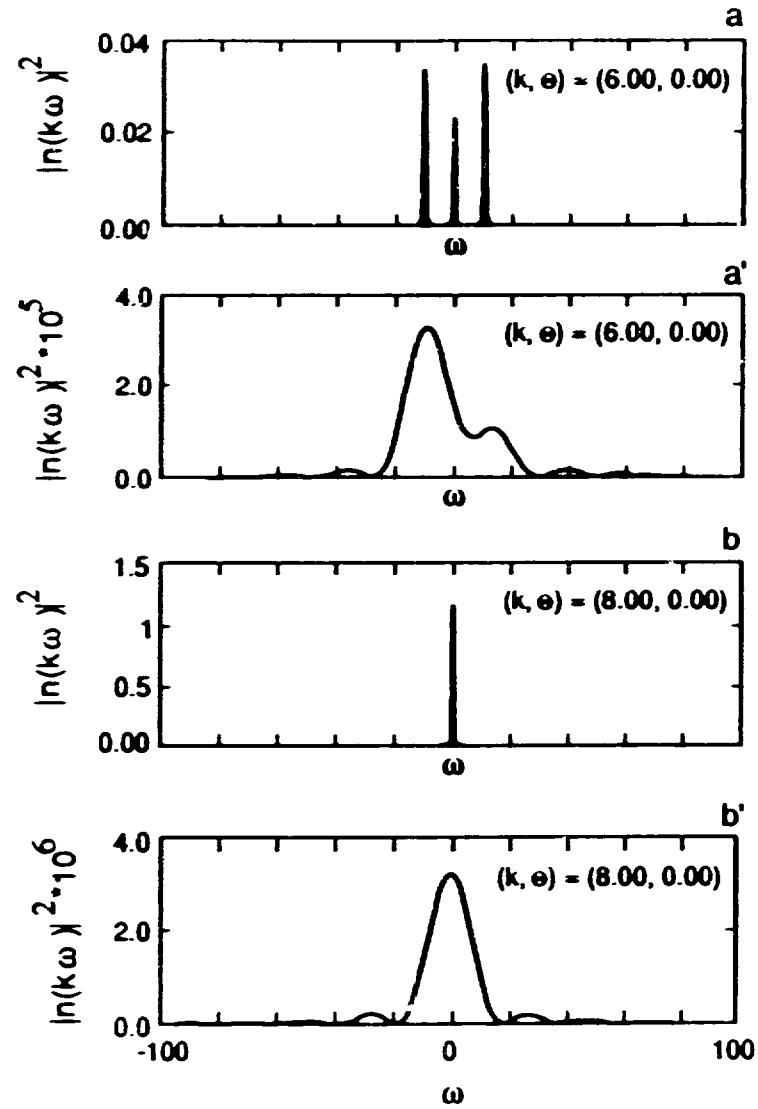 a
|n(kω)|²
0.04
0.02
0.00
(k, Θ) = (6.00, 0.00)
ω
a'
|n(kω)|²*10⁵
4.0
2.0
0.0
(k, Θ) = (6.00, 0.00)
ω
b
|n(kω)|²
1.5
1
0.5
0.00
(k, Θ) = (8.00, 0.00)
ω
b'
|n(kω)|²*10⁶
4.0
2.0
0.0
(k, Θ) = (8.00, 0.00)
-100 0 100
ω